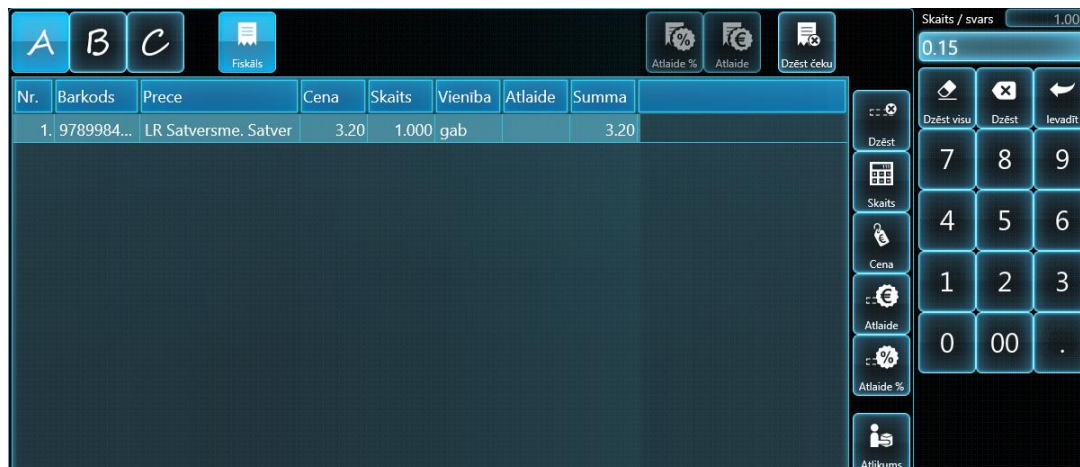 A B C
Fiskāls
Atlaide % Atlaide Dzēst čeku
Skaits / svars 1.00
0.15
Nr. Barkods Prece Cena Skaits Vienība Atlaide Summa
1. 9789984... LR Satversme. Satver 3.20 1.000 gab 3.20
Dzēst
Skaits
Cena
Atlaide
Atlaide %
Atlikums
Dzēst visu Dzēst Ievadīt
7 8 9
4 5 6
1 2 3
0 00 .